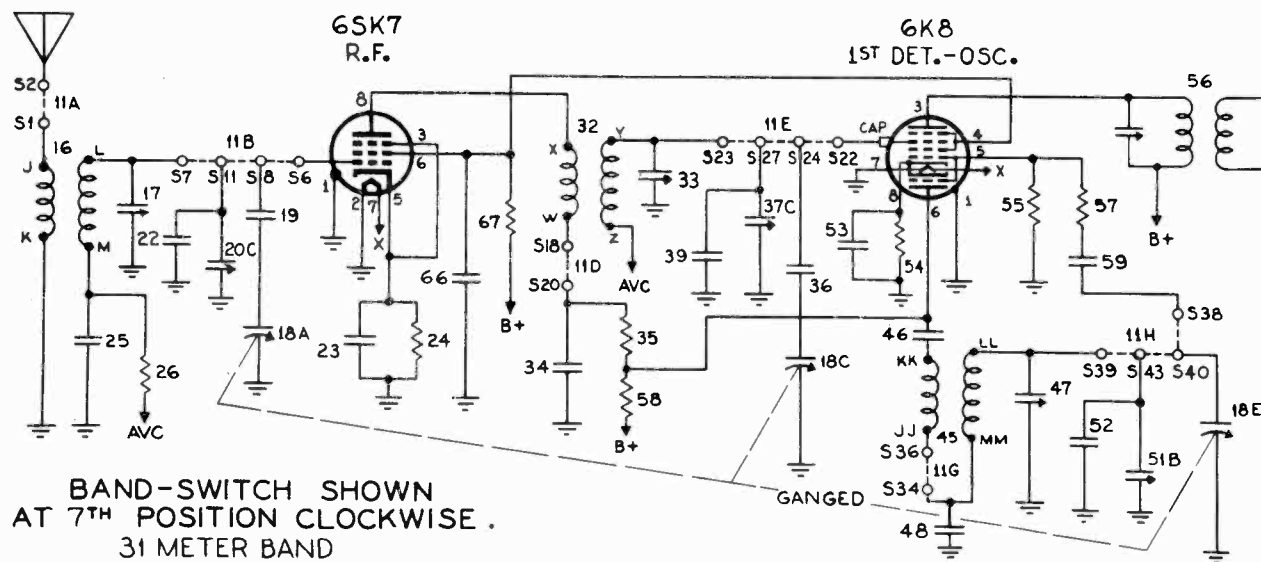 6SK7
R.F.
6K8
1ST DET.-OSC.
S2
11A
S1
16
J
K
L
M
17
11B
S7
S11
S8
S6
22
20C
19
18A
25
26
AVC
8
3
6
1
2
7
5
X
23
24
66
67
B+
32
X
W
Y
Z
33
S18
11D
S20
AVC
34
35
58
B+
11E
S23
S27
S24
S22
39
37C
36
18C
CAP
3
4
5
7
8
6
1
X
53
54
55
57
59
56
B+
46
KK
JJ
45
LL
MM
S36
11G
S34
48
47
11H
S39
S43
S40
S38
52
51B
18E
GANGED
BAND-SWITCH SHOWN
AT 7TH POSITION CLOCKWISE.
31 METER BAND